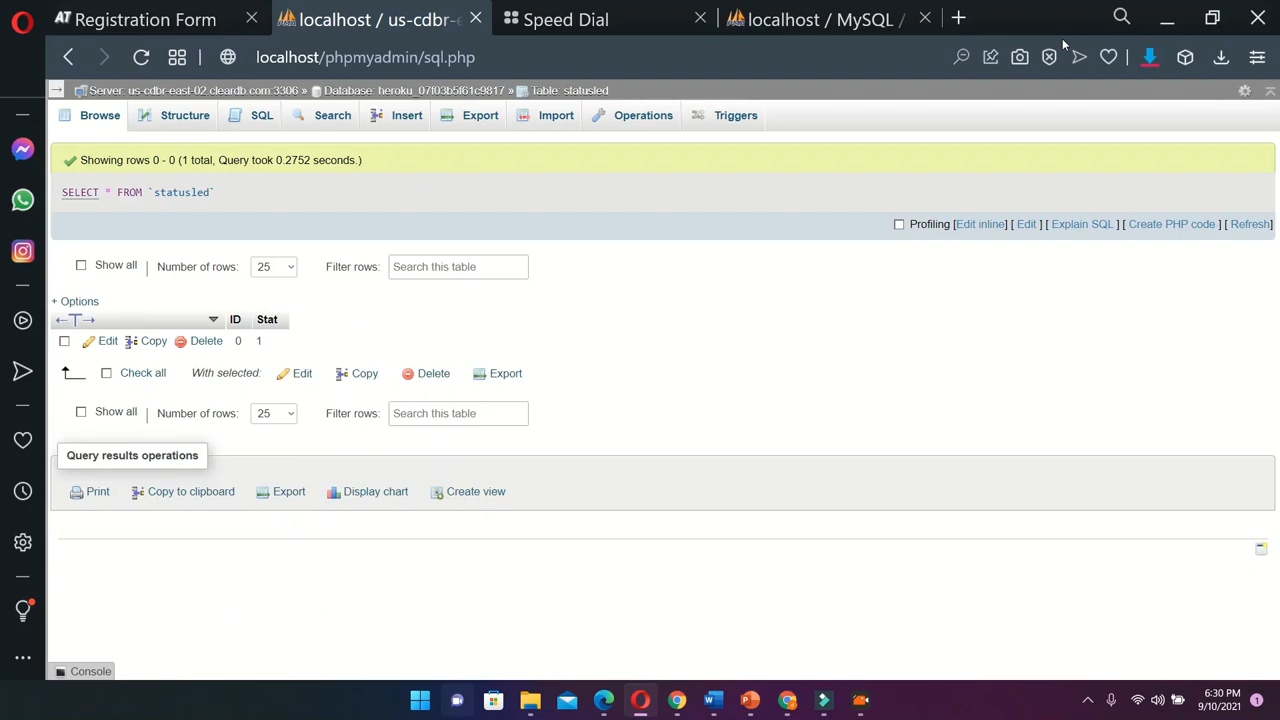 AT Registration Form
localhost / us-cdbr-e
Speed Dial
localhost / MySQL /
localhost/phpmyadmin/sql.php
Server: us-cdbr-east-02.cleardb.com:3306 » Database: heroku_07f03b5f61c9817 » Table: statusled
Browse Structure SQL Search Insert Export Import Operations Triggers
Showing rows 0 - 0 (1 total, Query took 0.2752 seconds.)
SELECT * FROM `statusled`
Profiling [Edit inline] [ Edit ] [ Explain SQL ] [ Create PHP code ] [ Refresh]
Show all Number of rows: 25 Filter rows: Search this table
+ Options
←T→ ID Stat
Edit Copy Delete 0 1
Check all With selected: Edit Copy Delete Export
Show all Number of rows: 25 Filter rows: Search this table
Query results operations
Print Copy to clipboard Export Display chart Create view
Console
6:30 PM
9/10/2021
1